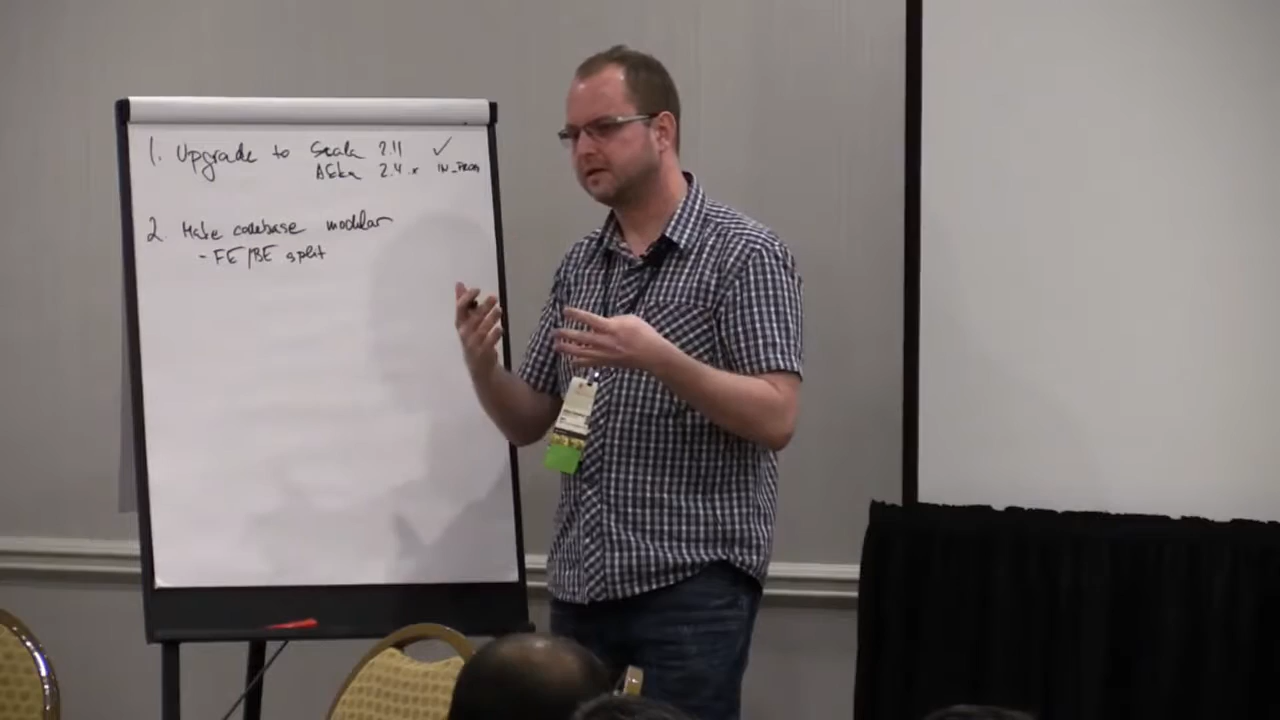 1. Upgrade to Scala 2.11 ✓
Akka 2.4.x IN_PROG
2. Make codebase modular
- FE/BE split